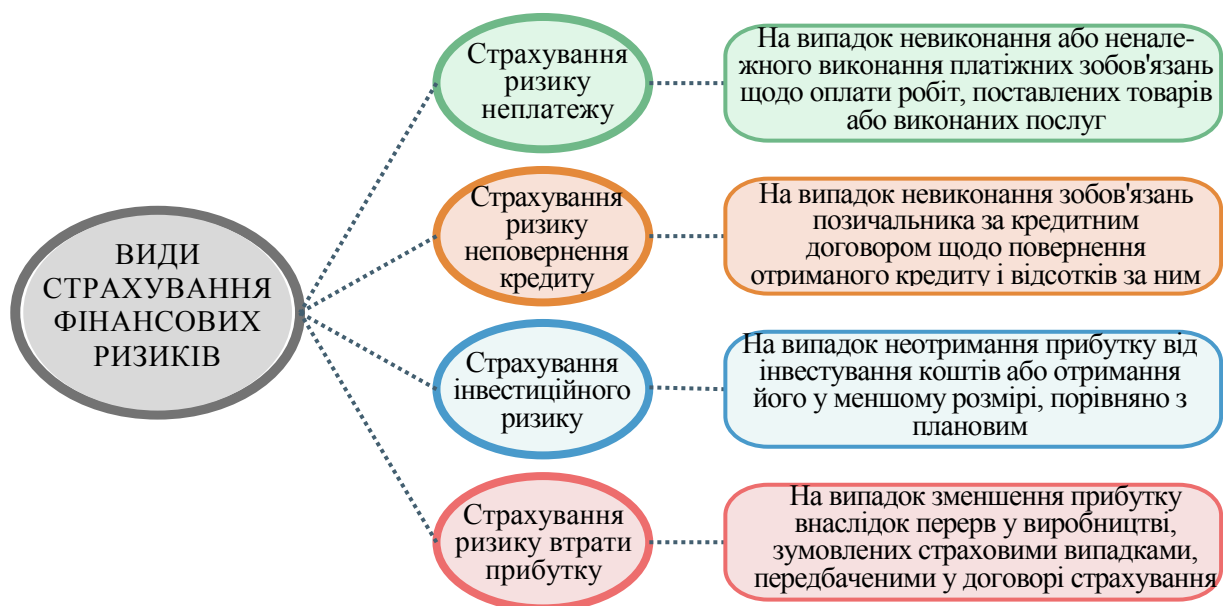 ВИДИ
СТРАХУВАННЯ
ФІНАНСОВИХ
РИЗИКІВ
Страхування
ризику
неплатежу
На випадок невиконання або ненале-
жного виконання платіжних зобов'язань
щодо оплати робіт, поставлених товарів
або виконаних послуг
Страхування
ризику
неповернення
кредиту
На випадок невиконання зобов'язань
позичальника за кредитним
договором щодо повернення
отриманого кредиту і відсотків за ним
Страхування
інвестиційного
ризику
На випадок неотримання прибутку від
інвестування коштів або отримання
його у меншому розмірі, порівняно з
плановим
Страхування
ризику втрати
прибутку
На випадок зменшення прибутку
внаслідок перерв у виробництві,
зумовлених страховими випадками,
передбаченими у договорі страхування